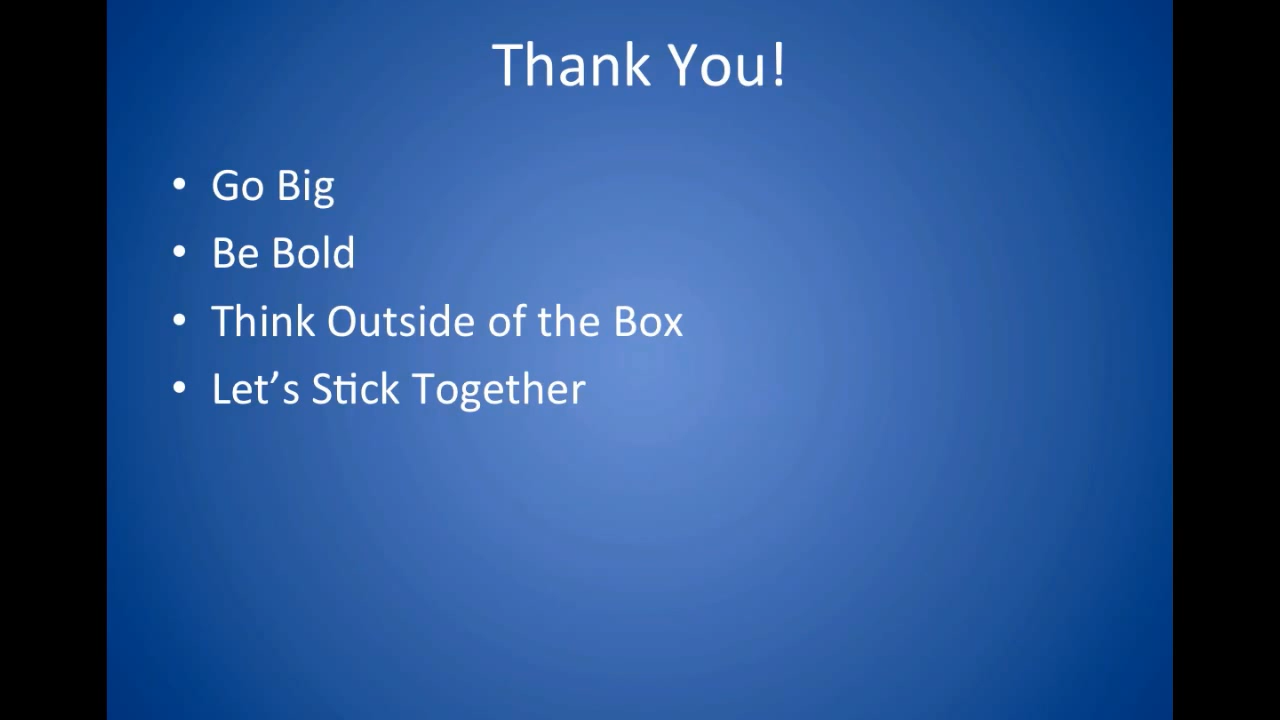 Thank You!
• Go Big
• Be Bold
• Think Outside of the Box
• Let’s Stick Together